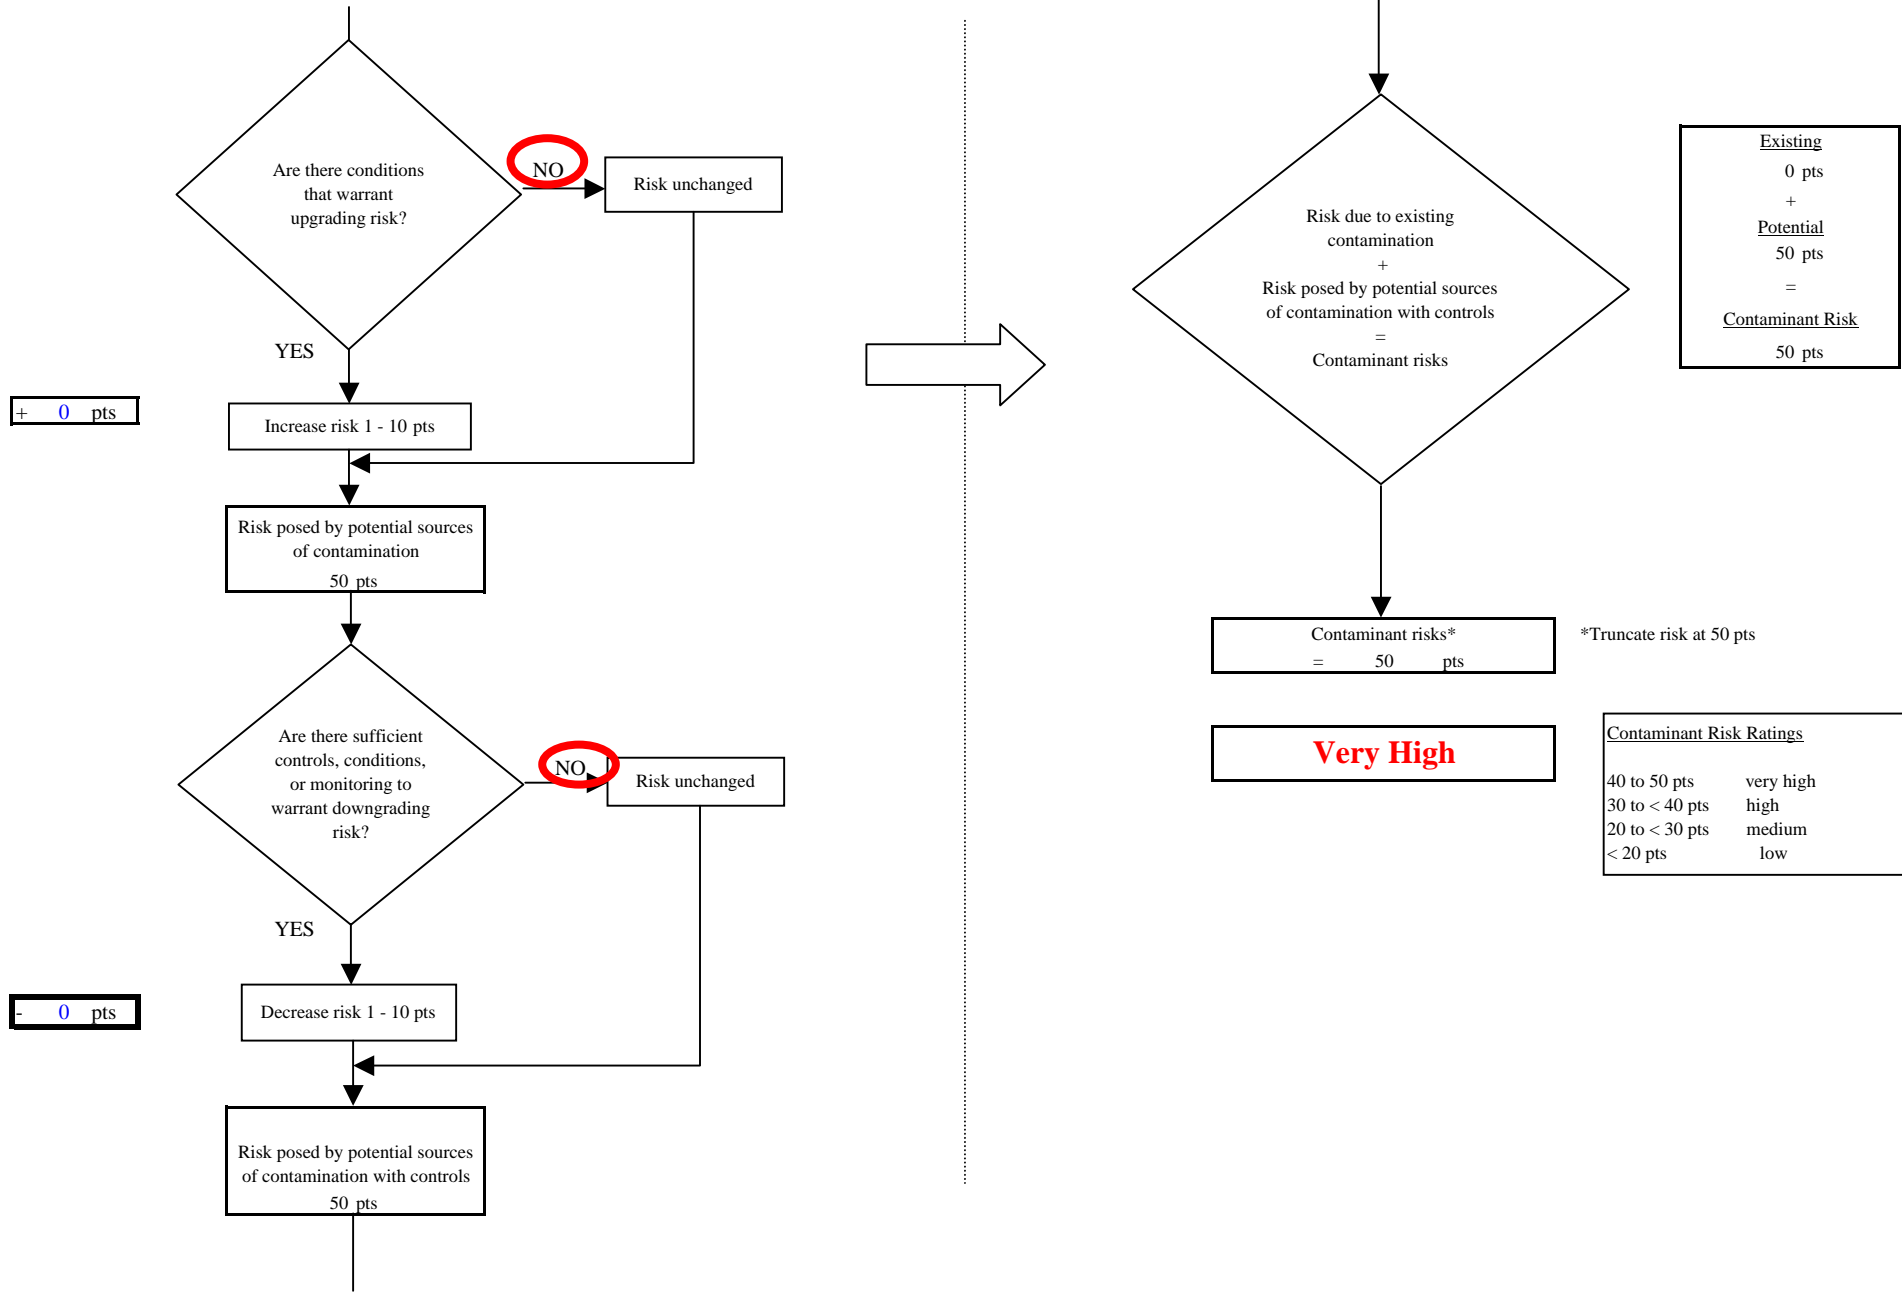 Are there conditions
that warrant
upgrading risk?
NO
Risk unchanged
YES
+ 0 pts
Increase risk 1 - 10 pts
Risk posed by potential sources
of contamination
50 pts
Are there sufficient
controls, conditions,
or monitoring to
warrant downgrading
risk?
NO
Risk unchanged
YES
- 0 pts
Decrease risk 1 - 10 pts
Risk posed by potential sources
of contamination with controls
50 pts
Risk due to existing
contamination
+
Risk posed by potential sources
of contamination with controls
=
Contaminant risks
Existing
0 pts
+
Potential
50 pts
=
Contaminant Risk
50 pts
Contaminant risks*
= 50 pts
*Truncate risk at 50 pts
Very High
Contaminant Risk Ratings
40 to 50 pts very high
30 to < 40 pts high
20 to < 30 pts medium
< 20 pts low